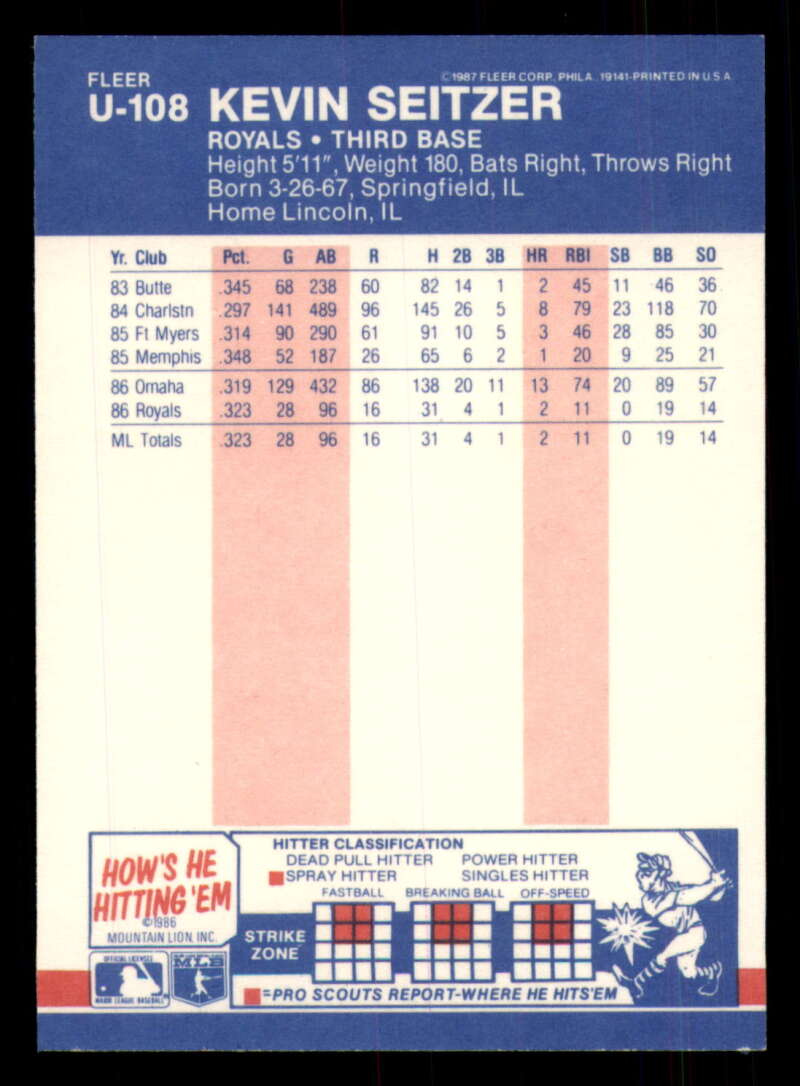 FLEER
©1987 FLEER CORP. PHILA. 19141-PRINTED IN U.S.A.
U-108 KEVIN SEITZER
ROYALS • THIRD BASE
Height 5'11", Weight 180, Bats Right, Throws Right
Born 3-26-67, Springfield, IL
Home Lincoln, IL
Yr. Club Pct. G AB R H 2B 3B HR RBI SB BB SO
83 Butte .345 68 238 60 82 14 1 2 45 11 46 36
84 Charlstn .297 141 489 96 145 26 5 8 79 23 118 70
85 Ft Myers .314 90 290 61 91 10 5 3 46 28 85 30
85 Memphis .348 52 187 26 65 6 2 1 20 9 25 21
86 Omaha .319 129 432 86 138 20 11 13 74 20 89 57
86 Royals .323 28 96 16 31 4 1 2 11 0 19 14
ML Totals .323 28 96 16 31 4 1 2 11 0 19 14
HOW'S HE
HITTING 'EM
©1986
MOUNTAIN LION, INC.
HITTER CLASSIFICATION
DEAD PULL HITTER POWER HITTER
SPRAY HITTER SINGLES HITTER
FASTBALL BREAKING BALL OFF-SPEED
STRIKE
ZONE
=PRO SCOUTS REPORT-WHERE HE HITS'EM
OFFICIAL LICENSEE
MAJOR LEAGUE BASEBALL
MLB